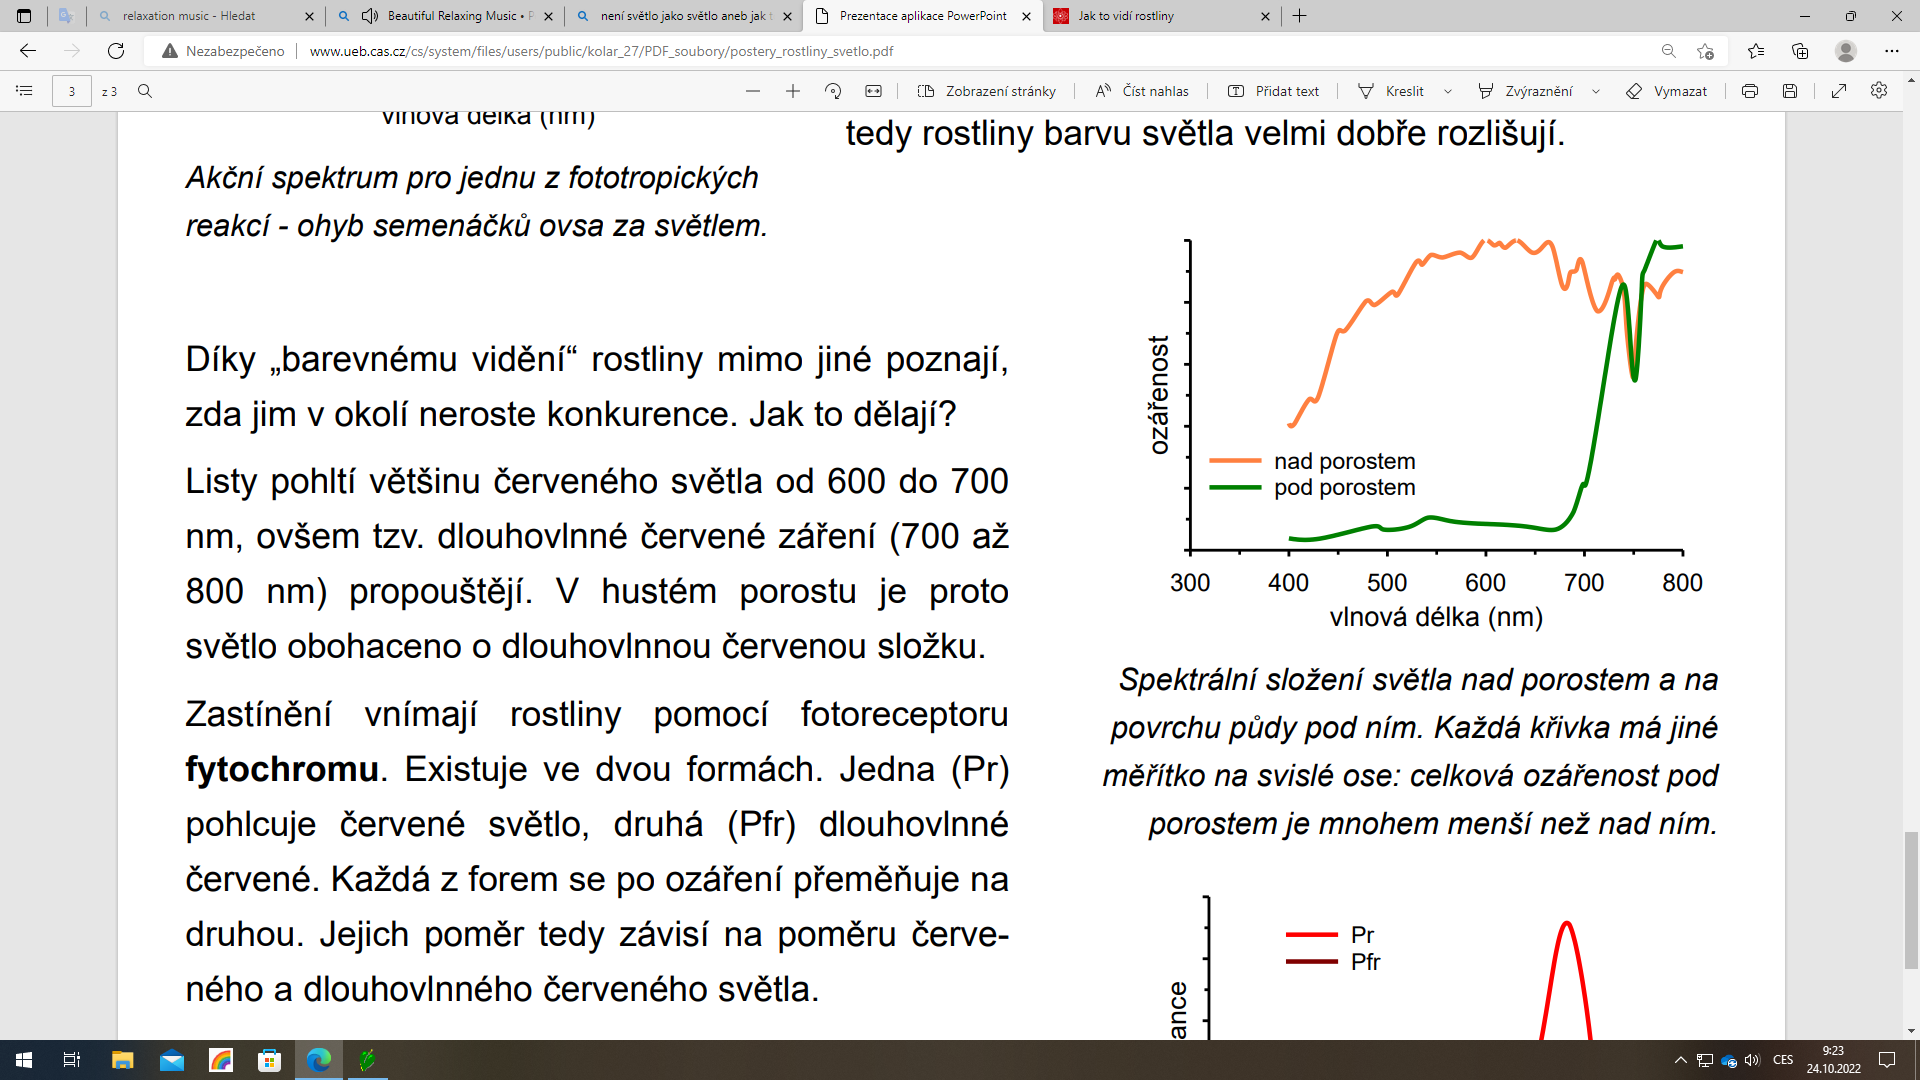 relaxation music - Hledat
Beautiful Relaxing Music •
není světlo jako světlo aneb jak
Prezentace aplikace PowerPoint
Jak to vidí rostliny
Nezabezpečeno
www.ueb.cas.cz/cs/system/files/users/public/kolar_27/PDF_soubory/postery_rostliny_svetlo.pdf
3 z 3
Zobrazení stránky
Číst nahlas
Přidat text
Kreslit
Zvýraznění
Vymazat
vlnová délka (nm)
tedy rostliny barvu světla velmi dobře rozlišují.
Akční spektrum pro jednu z fototropických
reakcí - ohyb semenáčků ovsa za světlem.
Díky „barevnému vidění“ rostliny mimo jiné poznají,
zda jim v okolí neroste konkurence. Jak to dělají?
Listy pohltí většinu červeného světla od 600 do 700
nm, ovšem tzv. dlouhovlnné červené záření (700 až
800 nm) propouštějí. V hustém porostu je proto
světlo obohaceno o dlouhovlnnou červenou složku.
Zastínění vnímají rostliny pomocí fotoreceptoru
fytochromu. Existuje ve dvou formách. Jedna (Pr)
pohlcuje červené světlo, druhá (Pfr) dlouhovlnné
červené. Každá z forem se po ozáření přeměňuje na
druhou. Jejich poměr tedy závisí na poměru červe-
ného a dlouhovlnného červeného světla.
ozářenost
nad porostem
pod porostem
300 400 500 600 700 800
vlnová délka (nm)
Spektrální složení světla nad porostem a na
povrchu půdy pod ním. Každá křivka má jiné
měřítko na svislé ose: celková ozářenost pod
porostem je mnohem menší než nad ním.
Pr
Pfr
ance
CES
9:23
24.10.2022